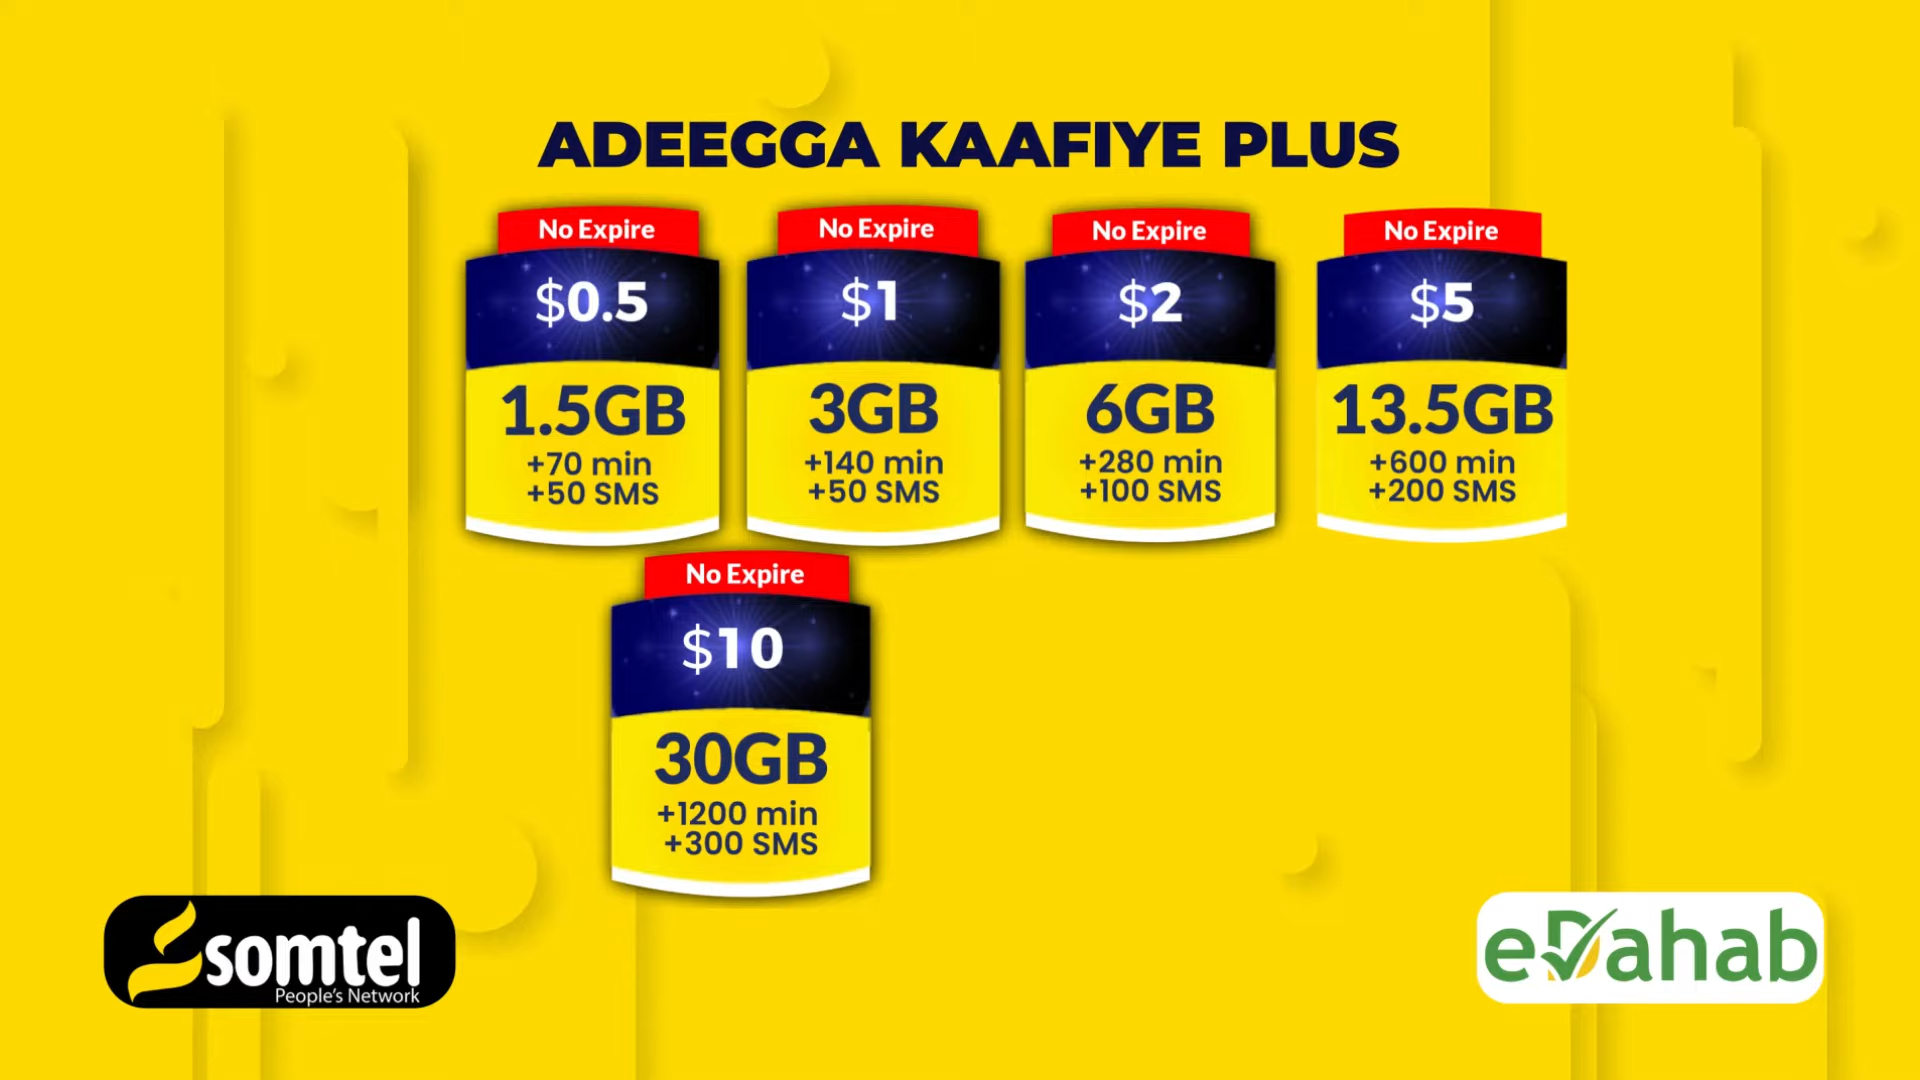 ADEEGGA KAAFIYE PLUS
No Expire
$0.5
1.5GB
+70 min
+50 SMS
No Expire
$1
3GB
+140 min
+50 SMS
No Expire
$2
6GB
+280 min
+100 SMS
No Expire
$5
13.5GB
+600 min
+200 SMS
No Expire
$10
30GB
+1200 min
+300 SMS
somtel
People's Network
eDahab